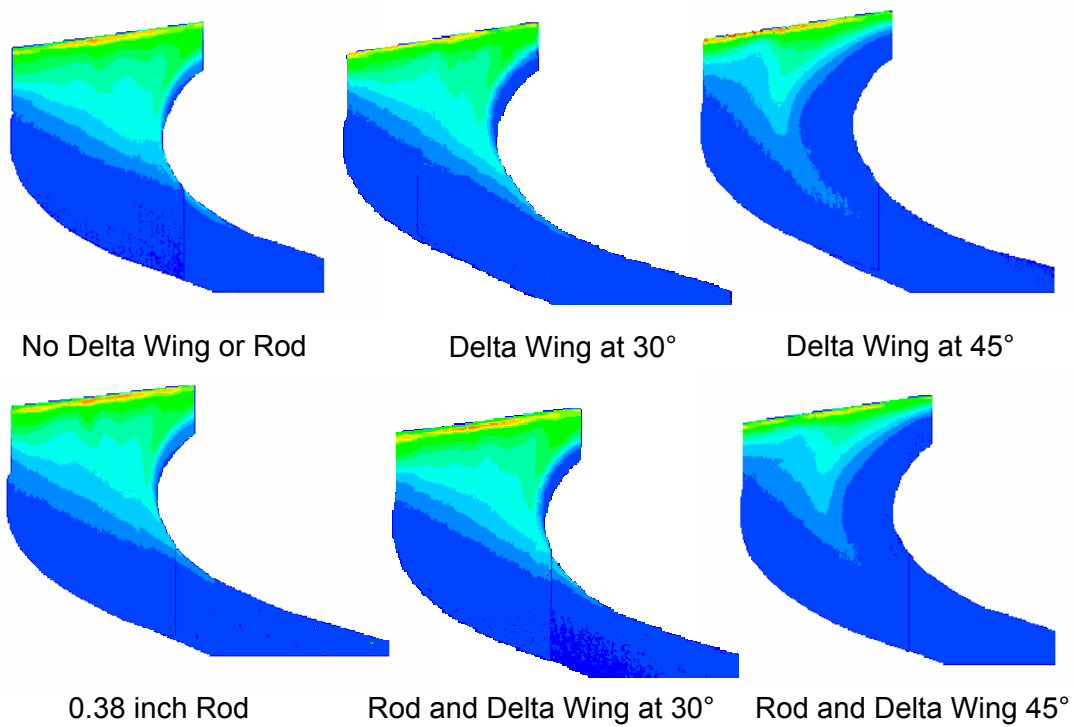 No Delta Wing or Rod
Delta Wing at 30°
Delta Wing at 45°
0.38 inch Rod
Rod and Delta Wing at 30°
Rod and Delta Wing 45°